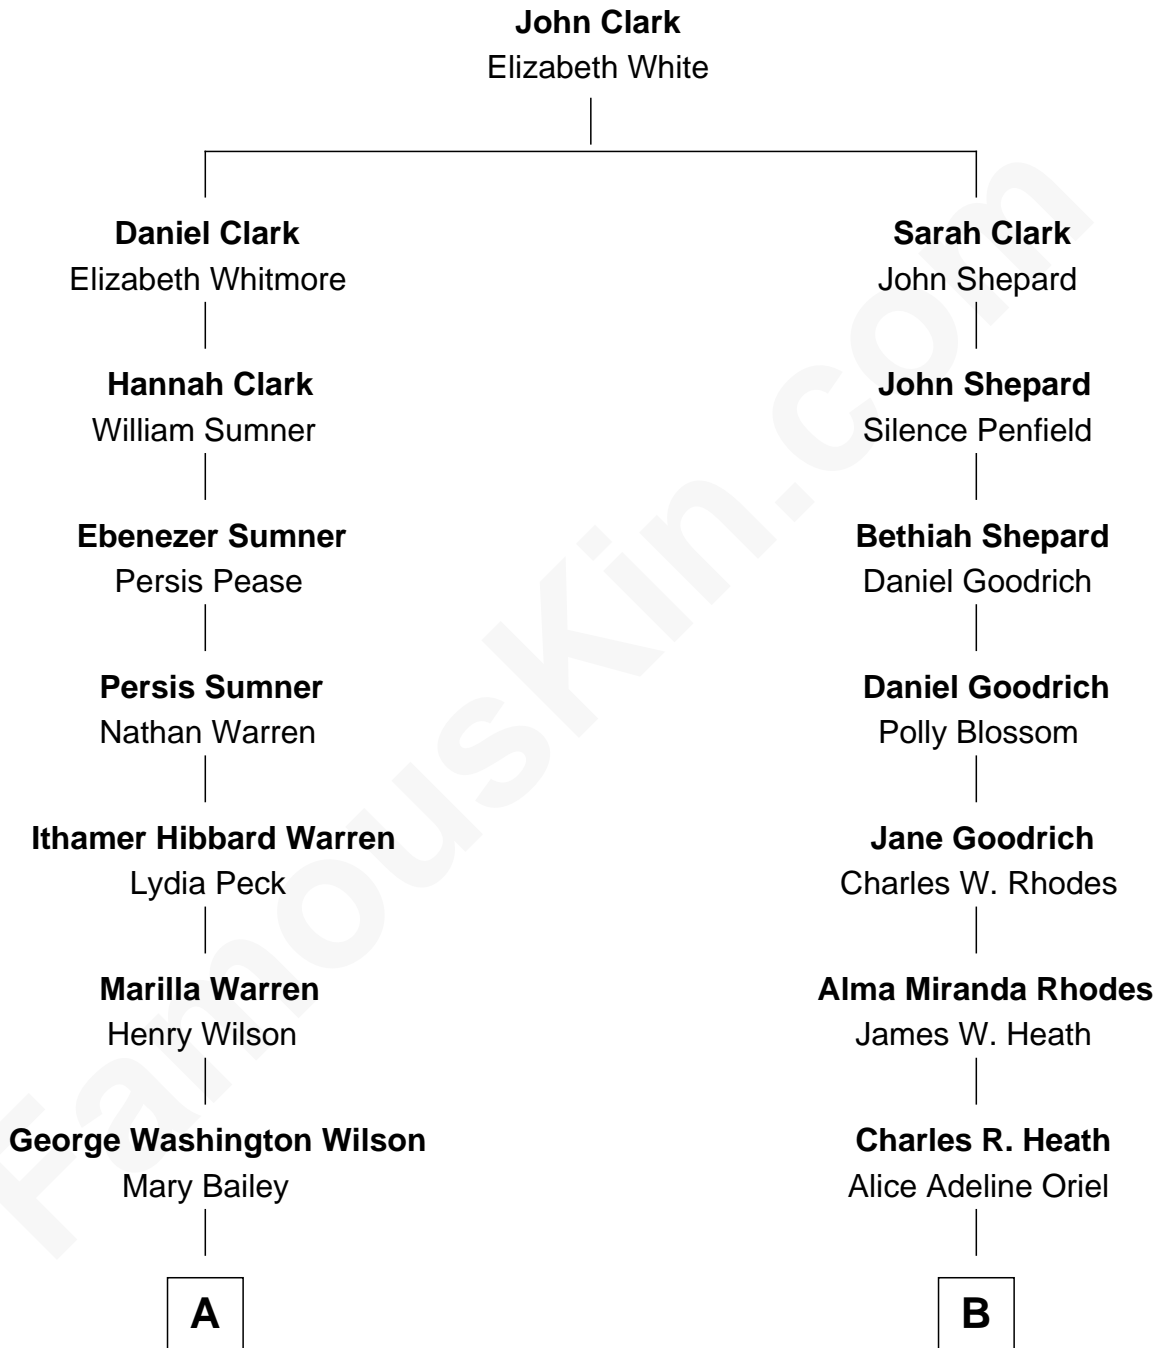 John Clark
Elizabeth White
Daniel Clark
Elizabeth Whitmore
Sarah Clark
John Shepard
Hannah Clark
William Sumner
John Shepard
Silence Penfield
Ebenezer Sumner
Persis Pease
Bethiah Shepard
Daniel Goodrich
Persis Sumner
Nathan Warren
Daniel Goodrich
Polly Blossom
Ithamer Hibbard Warren
Lydia Peck
Jane Goodrich
Charles W. Rhodes
Marilla Warren
Henry Wilson
Alma Miranda Rhodes
James W. Heath
George Washington Wilson
Mary Bailey
Charles R. Heath
Alice Adeline Oriel
A
B
FamousKin.com